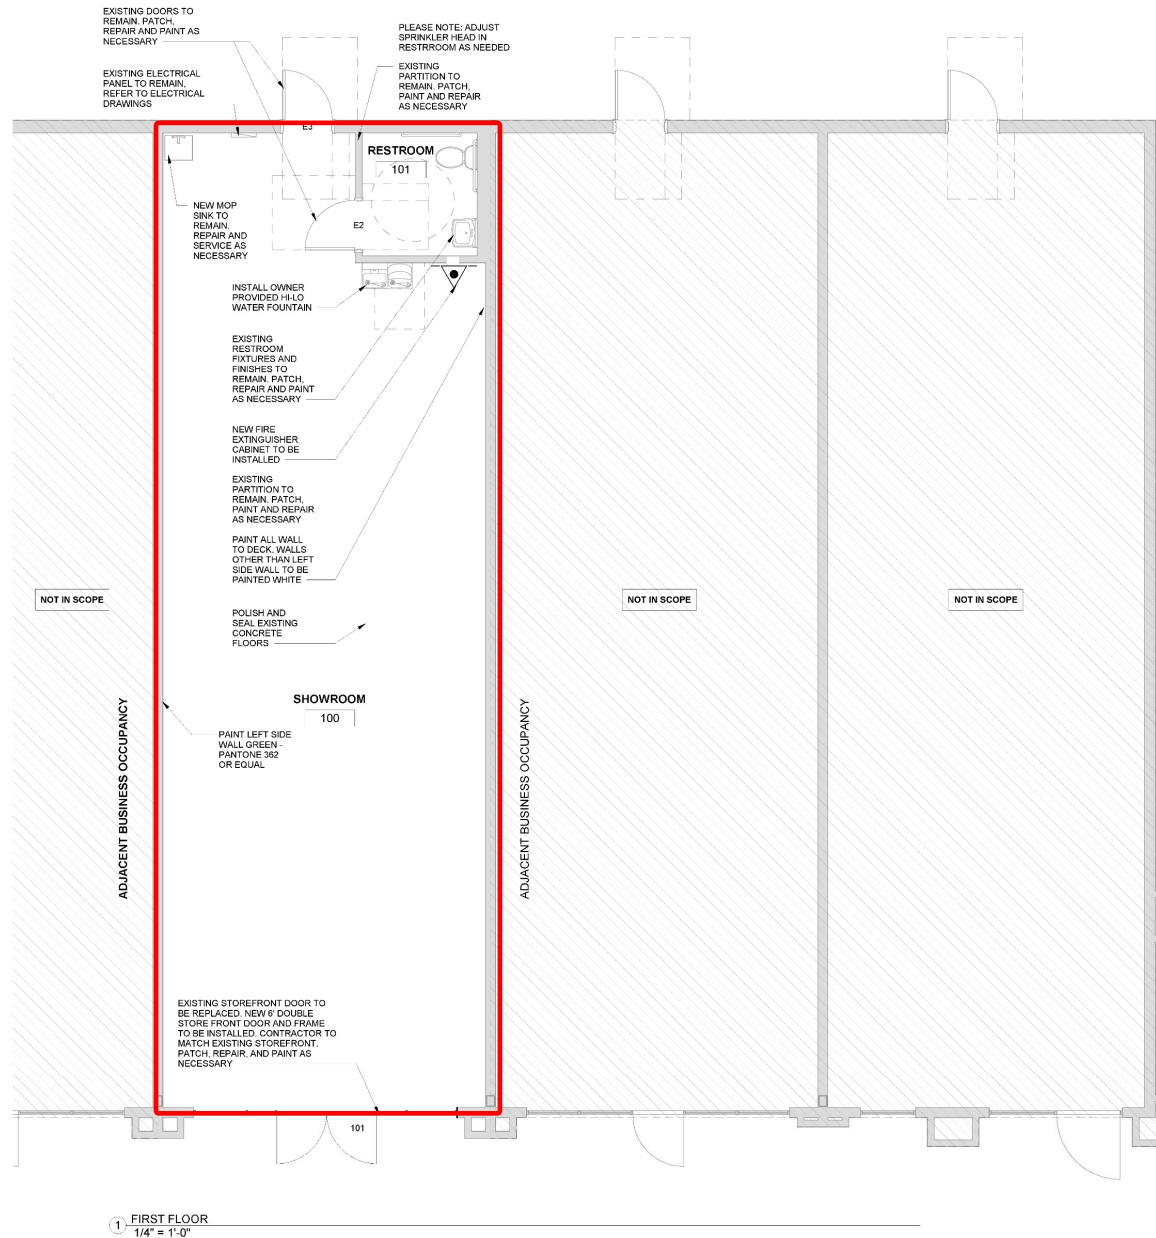 EXISTING DOORS TO
REMAIN. PATCH,
REPAIR AND PAINT AS
NECESSARY
PLEASE NOTE: ADJUST
SPRINKLER HEAD IN
RESTRROOM AS NEEDED
EXISTING
PARTITION TO
REMAIN. PATCH,
PAINT AND REPAIR
AS NECESSARY
EXISTING ELECTRICAL
PANEL TO REMAIN,
REFER TO ELECTRICAL
DRAWINGS
E3
RESTROOM
101
NEW MOP
SINK TO
REMAIN.
REPAIR AND
SERVICE AS
NECESSARY
E2
INSTALL OWNER
PROVIDED HI-LO
WATER FOUNTAIN
EXISTING
RESTROOM
FIXTURES AND
FINISHES TO
REMAIN. PATCH,
REPAIR AND PAINT
AS NECESSARY
NEW FIRE
EXTINGUISHER
CABINET TO BE
INSTALLED
EXISTING
PARTITION TO
REMAIN. PATCH,
PAINT AND REPAIR
AS NECESSARY
PAINT ALL WALL
TO DECK. WALLS
OTHER THAN LEFT
SIDE WALL TO BE
PAINTED WHITE
NOT IN SCOPE
NOT IN SCOPE
NOT IN SCOPE
POLISH AND
SEAL EXISTING
CONCRETE
FLOORS
SHOWROOM
100
ADJACENT BUSINESS OCCUPANCY
ADJACENT BUSINESS OCCUPANCY
PAINT LEFT SIDE
WALL GREEN -
PANTONE 362
OR EQUAL
EXISTING STOREFRONT DOOR TO
BE REPLACED. NEW 6' DOUBLE
STORE FRONT DOOR AND FRAME
TO BE INSTALLED. CONTRACTOR TO
MATCH EXISTING STOREFRONT.
PATCH, REPAIR, AND PAINT AS
NECESSARY
101
1 FIRST FLOOR
1/4" = 1'-0"